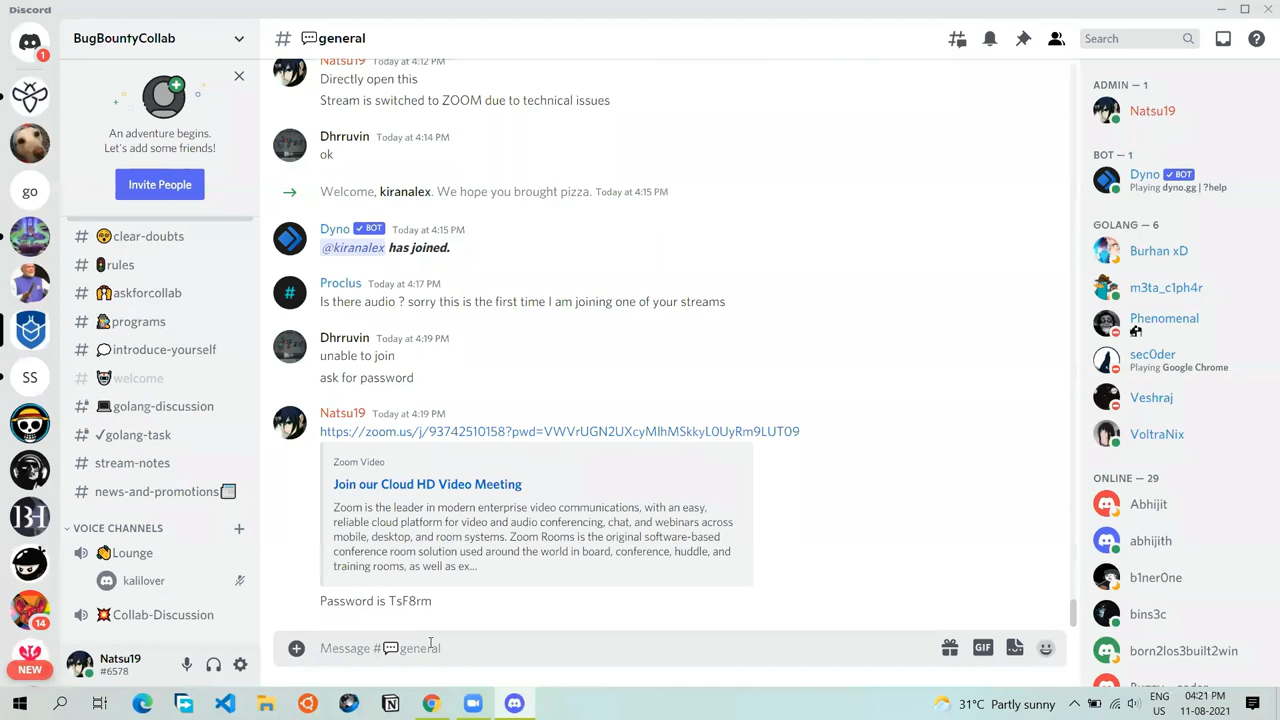 Discord
BugBountyCollab
# general
Search
1
An adventure begins.
Let's add some friends!
Invite People
go
SS
14
NEW
# clear-doubts
# rules
# askforcollab
# programs
# introduce-yourself
# welcome
golang-discussion
golang-task
# stream-notes
# news-and-promotions
VOICE CHANNELS
Lounge
kalilover
Collab-Discussion
Natsu19
#6578
Natsu19 Today at 4:12 PM
Directly open this
Stream is switched to ZOOM due to technical issues
Dhrruvin Today at 4:14 PM
ok
Welcome, kiranalex. We hope you brought pizza. Today at 4:15 PM
Dyno BOT Today at 4:15 PM
@kiranalex has joined.
Proclus Today at 4:17 PM
Is there audio ? sorry this is the first time I am joining one of your streams
Dhrruvin Today at 4:19 PM
unable to join
ask for password
Natsu19 Today at 4:19 PM
https://zoom.us/j/93742510158?pwd=VWVrUGN2UXcyMlhMSkkyL0UyRm9LUT09
Zoom Video
Join our Cloud HD Video Meeting
Zoom is the leader in modern enterprise video communications, with an easy,
reliable cloud platform for video and audio conferencing, chat, and webinars across
mobile, desktop, and room systems. Zoom Rooms is the original software-based
conference room solution used around the world in board, conference, huddle, and
training rooms, as well as ex...
Password is TsF8rm
Message # general
GIF
ADMIN — 1
Natsu19
BOT — 1
Dyno BOT
Playing dyno.gg | ?help
GOLANG — 6
Burhan xD
m3ta_c1ph4r
Phenomenal
sec0der
Playing Google Chrome
Veshraj
VoltraNix
ONLINE — 29
Abhijit
abhijith
b1ner0ne
bins3c
born2los3built2win
31°C Partly sunny
ENG
US
04:21 PM
11-08-2021